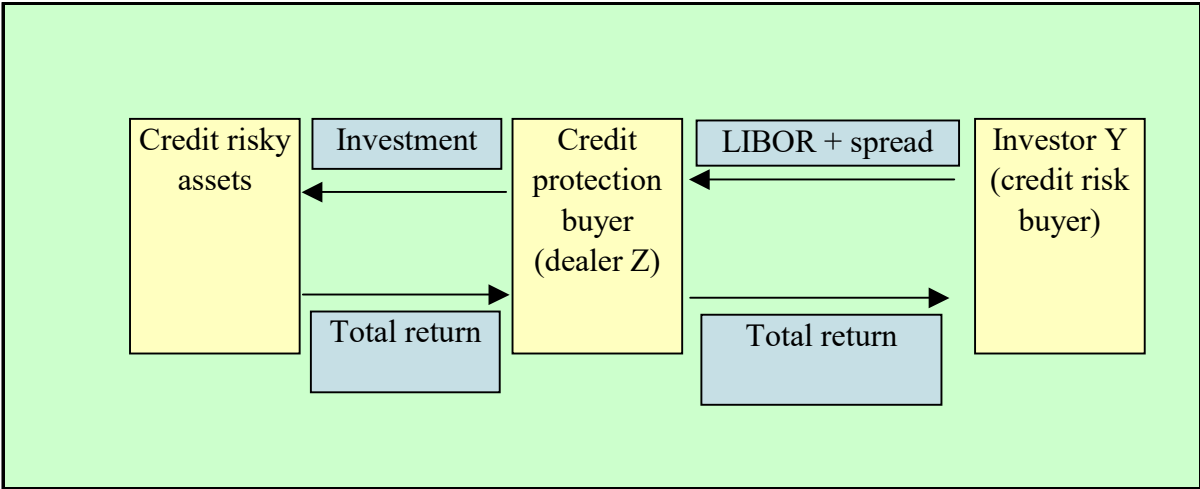 Credit risky
assets
Investment
Credit
protection
buyer
(dealer Z)
LIBOR + spread
Investor Y
(credit risk
buyer)
Total return
Total return